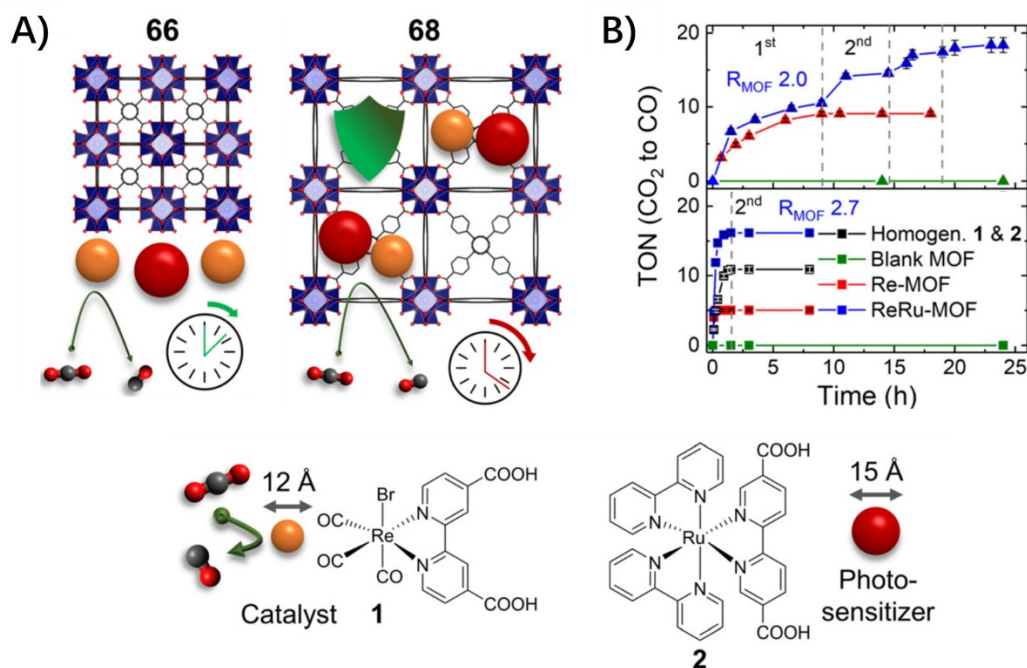 A)
66
68
B)
TON (CO₂ to CO)
20
10
0
20
10
0
1st
2nd
R_MOF 2.0
2nd
R_MOF 2.7
Homogen. 1 & 2
Blank MOF
Re-MOF
ReRu-MOF
0 5 10 15 20 25
Time (h)
12 Å
Br
COOH
OC
N
Re
OC
N
CO
COOH
Catalyst 1
COOH
N
N
N
Ru
N
N
N
COOH
2
15 Å
Photo-
sensitizer